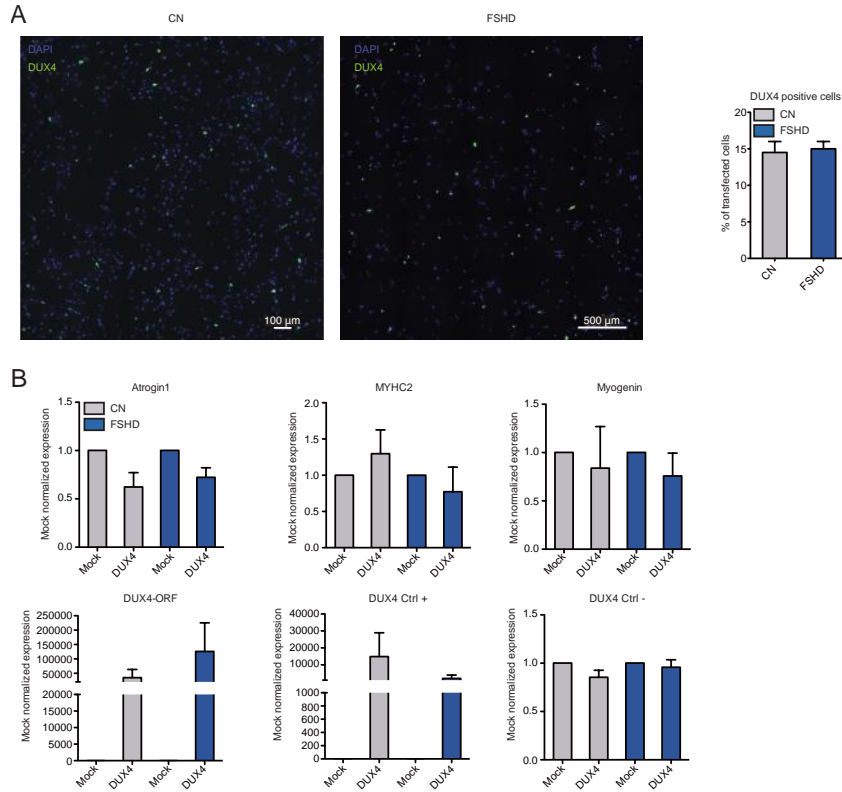 A
CN
FSHD
DAPI
DUX4
100 µm
DAPI
DUX4
500 µm
DUX4 positive cells
CN
FSHD
% of transfected cells
20
15
10
5
0
CN
FSHD
B
Atrogin1
CN
FSHD
Mock normalized expression
1.5
1.0
0.5
0.0
Mock
DUX4
Mock
DUX4
MYHC2
Mock normalized expression
2.0
1.5
1.0
0.5
0.0
Mock
DUX4
Mock
DUX4
Myogenin
Mock normalized expression
1.5
1.0
0.5
0.0
Mock
DUX4
Mock
DUX4
DUX4-ORF
Mock normalized expression
250000
200000
150000
100000
50000
20000
15000
10000
5000
0
Mock
DUX4
Mock
DUX4
DUX4 Ctrl +
Mock normalized expression
40000
30000
20000
10000
1000
800
600
400
200
0
Mock
DUX4
Mock
DUX4
DUX4 Ctrl -
Mock normalized expression
1.5
1.0
0.5
0.0
Mock
DUX4
Mock
DUX4